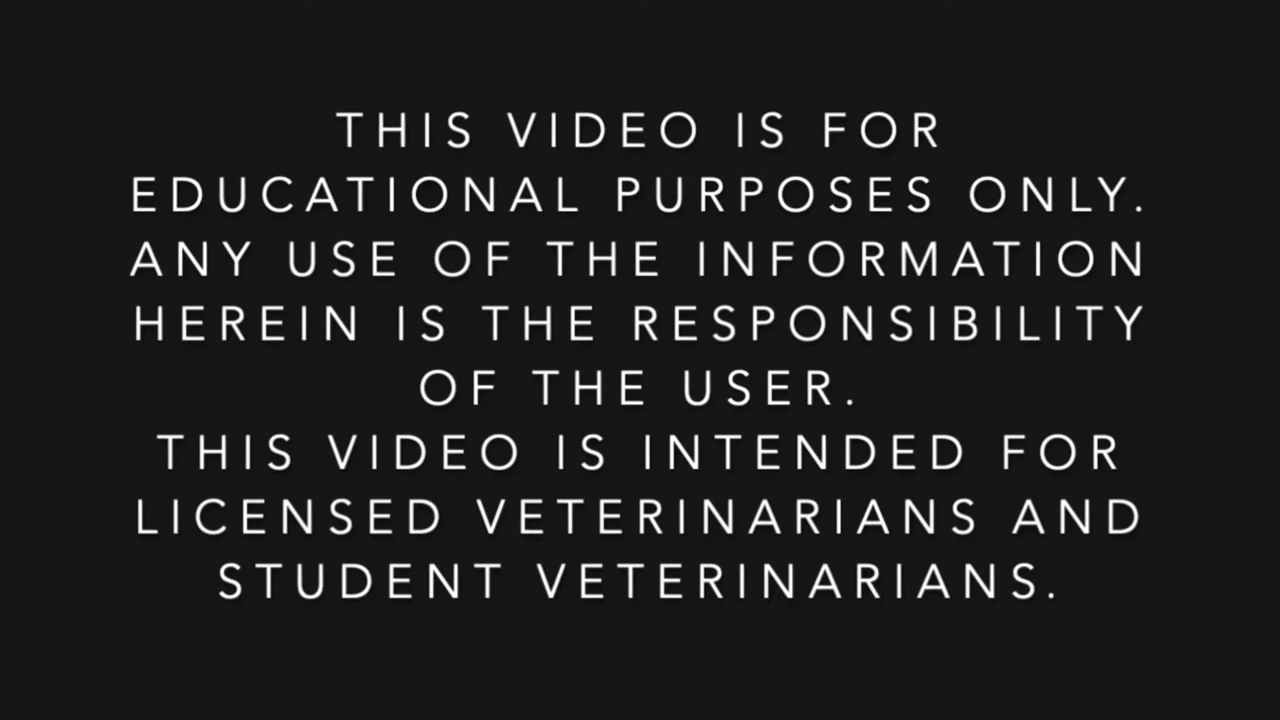 THIS VIDEO IS FOR
EDUCATIONAL PURPOSES ONLY.
ANY USE OF THE INFORMATION
HEREIN IS THE RESPONSIBILITY
OF THE USER.
THIS VIDEO IS INTENDED FOR
LICENSED VETERINARIANS AND
STUDENT VETERINARIANS.